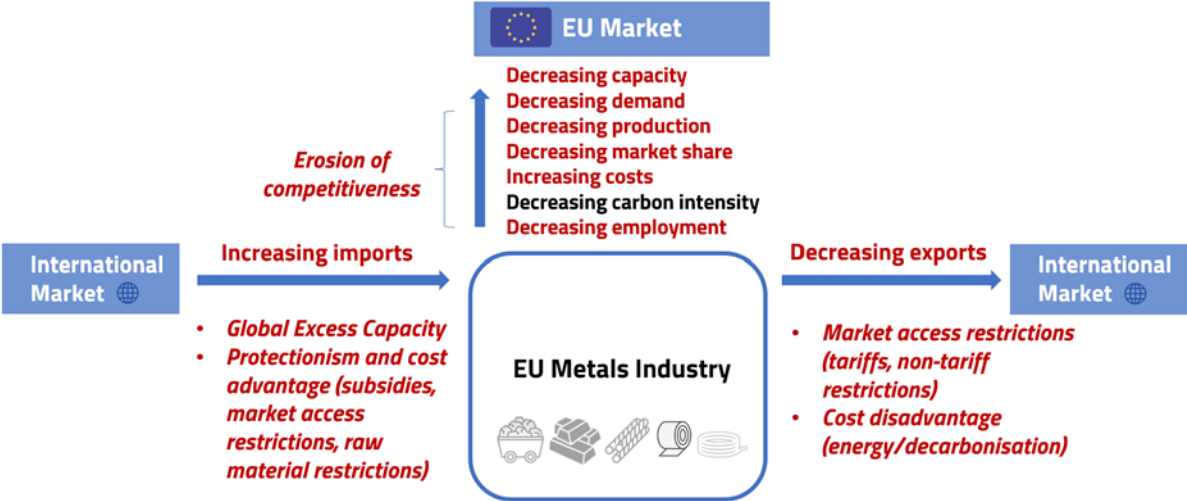 EU Market
Decreasing capacity
Decreasing demand
Decreasing production
Decreasing market share
Increasing costs
Decreasing carbon intensity
Decreasing employment
Erosion of
competitiveness
International
Market
Increasing imports
• Global Excess Capacity
• Protectionism and cost
advantage (subsidies,
market access
restrictions, raw
material restrictions)
EU Metals Industry
Decreasing exports
• Market access restrictions
(tariffs, non-tariff
restrictions)
• Cost disadvantage
(energy/decarbonisation)
International
Market